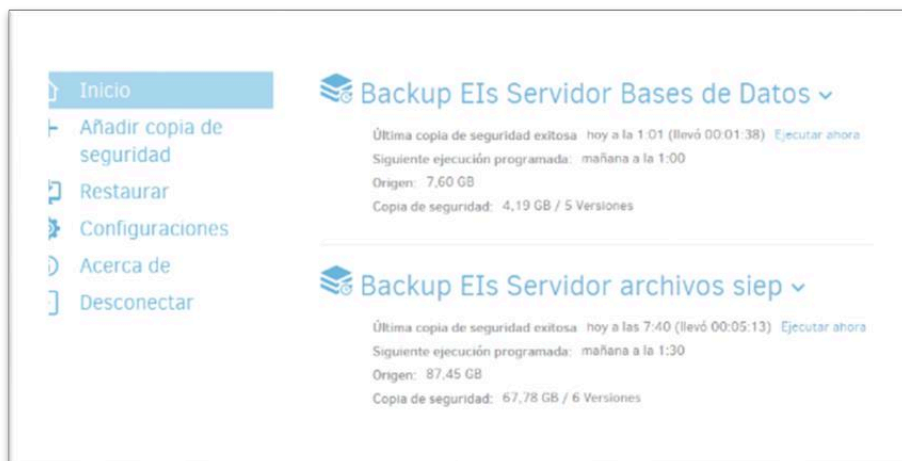 Inicio
Añadir copia de
seguridad
Restaurar
Configuraciones
Acerca de
Desconectar
Backup EIs Servidor Bases de Datos
Última copia de seguridad exitosa hoy a la 1:01 (llevó 00:01:38) Ejecutar ahora
Siguiente ejecución programada: mañana a la 1:00
Origen: 7,60 GB
Copia de seguridad: 4,19 GB / 5 Versiones
Backup EIs Servidor archivos siep
Última copia de seguridad exitosa hoy a las 7:40 (llevó 00:05:13) Ejecutar ahora
Siguiente ejecución programada: mañana a la 1:30
Origen: 87,45 GB
Copia de seguridad: 67,78 GB / 6 Versiones